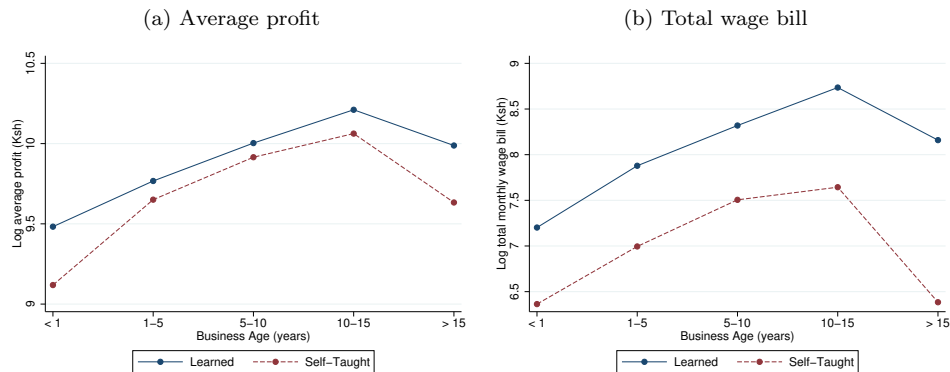 (a) Average profit
Log average profit (Ksh)
10.5
10
9.5
9
< 1
1–5
5–10
10–15
> 15
Business Age (years)
Learned
Self–Taught
(b) Total wage bill
Log total monthly wage bill (Ksh)
9
8.5
8
7.5
7
6.5
< 1
1–5
5–10
10–15
> 15
Business Age (years)
Learned
Self–Taught